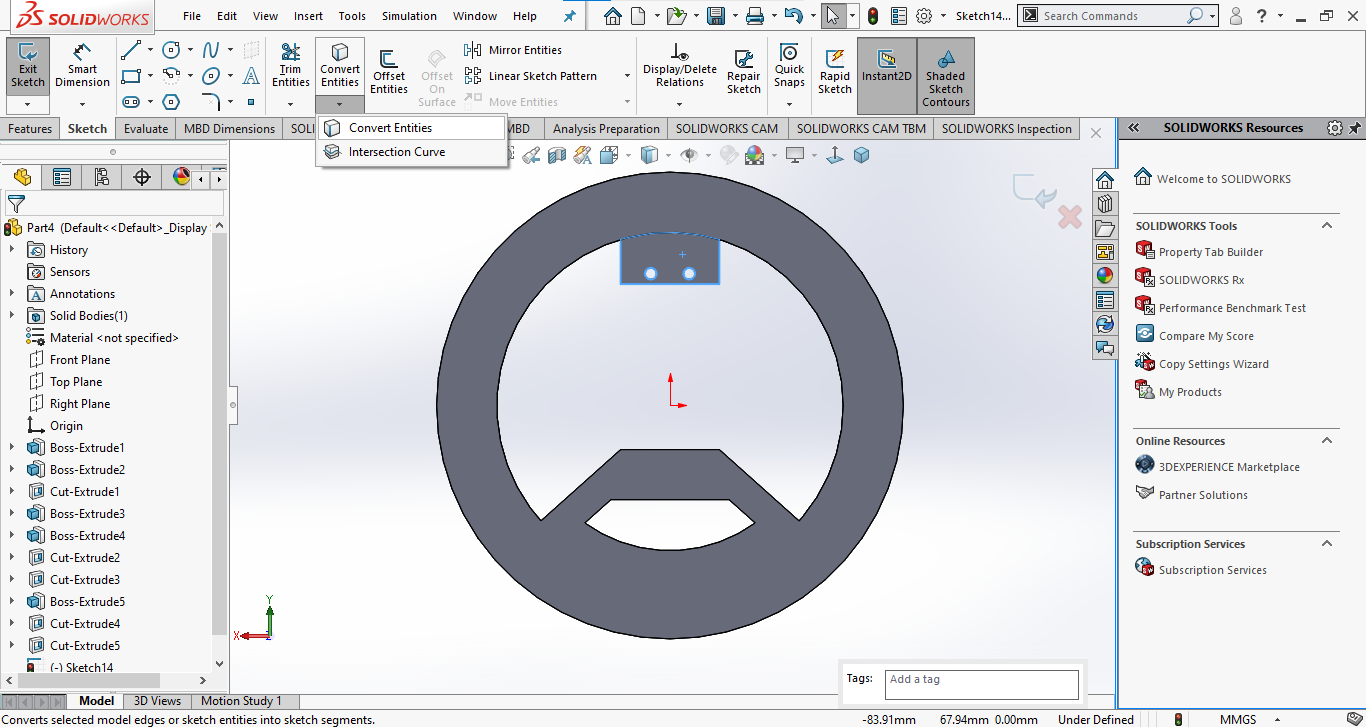 SOLIDWORKS File Edit View Insert Tools Simulation Window Help Sketch14... Search Commands
Exit Sketch
Smart Dimension
Trim Entities
Convert Entities
Offset Entities
Offset On Surface
Mirror Entities
Linear Sketch Pattern
Move Entities
Display/Delete Relations
Repair Sketch
Quick Snaps
Rapid Sketch
Instant2D
Shaded Sketch Contours
Features Sketch Evaluate MBD Dimensions SOLI MBD Analysis Preparation SOLIDWORKS CAM SOLIDWORKS CAM TBM SOLIDWORKS Inspection
Convert Entities
Intersection Curve
Part4 (Default<<Default>_Display
History
Sensors
Annotations
Solid Bodies(1)
Material <not specified>
Front Plane
Top Plane
Right Plane
Origin
Boss-Extrude1
Boss-Extrude2
Cut-Extrude1
Boss-Extrude3
Boss-Extrude4
Cut-Extrude2
Cut-Extrude3
Boss-Extrude5
Cut-Extrude4
Cut-Extrude5
(-) Sketch14
Y
X
Tags: Add a tag
SOLIDWORKS Resources
Welcome to SOLIDWORKS
SOLIDWORKS Tools
Property Tab Builder
SOLIDWORKS Rx
Performance Benchmark Test
Compare My Score
Copy Settings Wizard
My Products
Online Resources
3DEXPERIENCE Marketplace
Partner Solutions
Subscription Services
Subscription Services
Model 3D Views Motion Study 1
Converts selected model edges or sketch entities into sketch segments. -83.91mm 67.94mm 0.00mm Under Defined MMGS